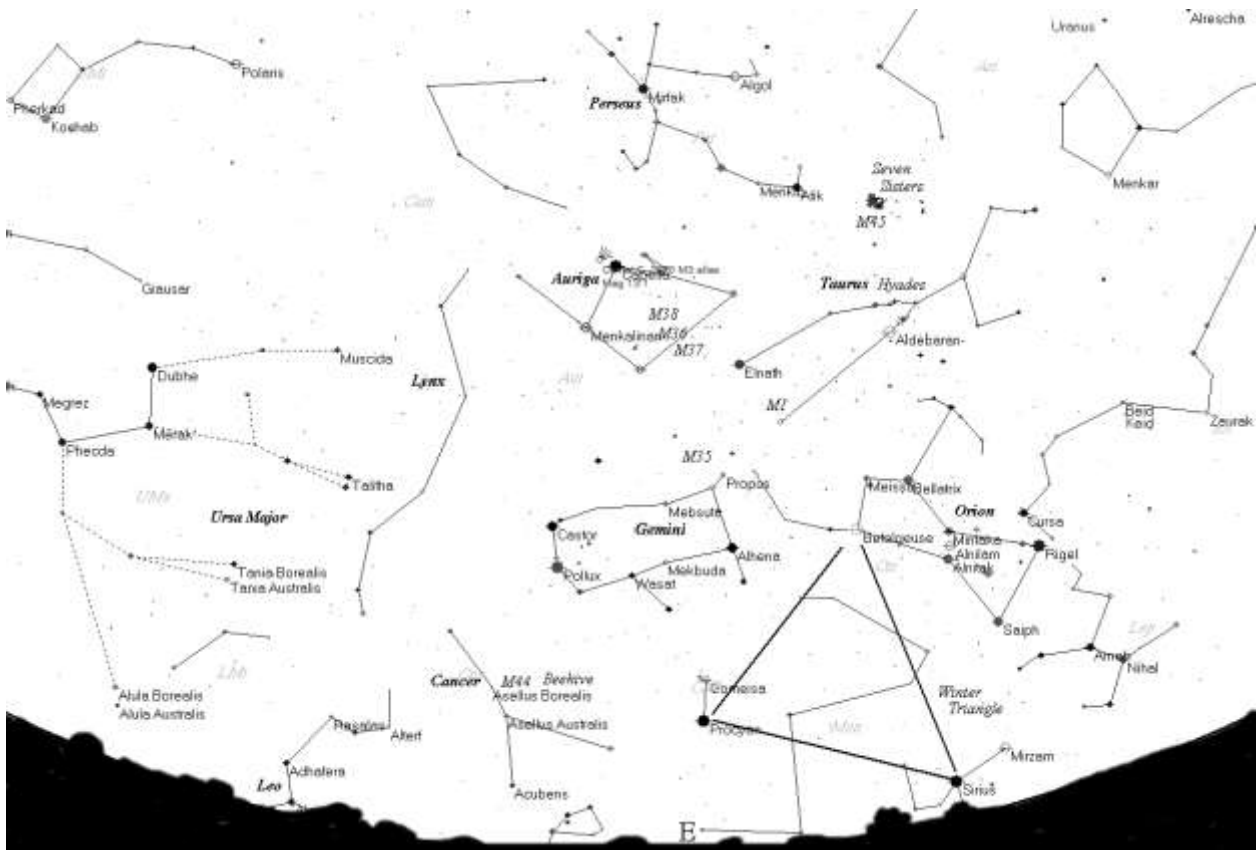 Uranus
Alrescha
Polaris
Algol
Pherkad
Perseus
Mirfak
Kochab
Seven
Sisters
Menkar
Menkib
Atik
M45
Auriga
Taurus
Hyades
Giausar
M38
Menkalinan
M36
M37
Aldebaran
Muscida
Dubhe
Elnath
Lynx
Megrez
M1
Beid
Keid
Zaurak
Merak
Phecda
M35
Talitha
Propus
Meissa
Bellatrix
UMa
Ursa Major
Castor
Gemini
Mebsuta
Orion
Cursa
Betelgeuse
Mintaka
Alnilam
Alnitak
Rigel
Alhena
Pollux
Wasat
Mekbuda
Tania Borealis
Tania Australis
Saiph
Lep
Arneb
Nihal
Cancer
M44
Beehive
Asellus Borealis
Gomeisa
Winter
Triangle
Alula Borealis
Alula Australis
Rasalas
Alterf
Asellus Australis
Procyon
Mirzam
Adhafera
Leo
Acubens
Sirius
E